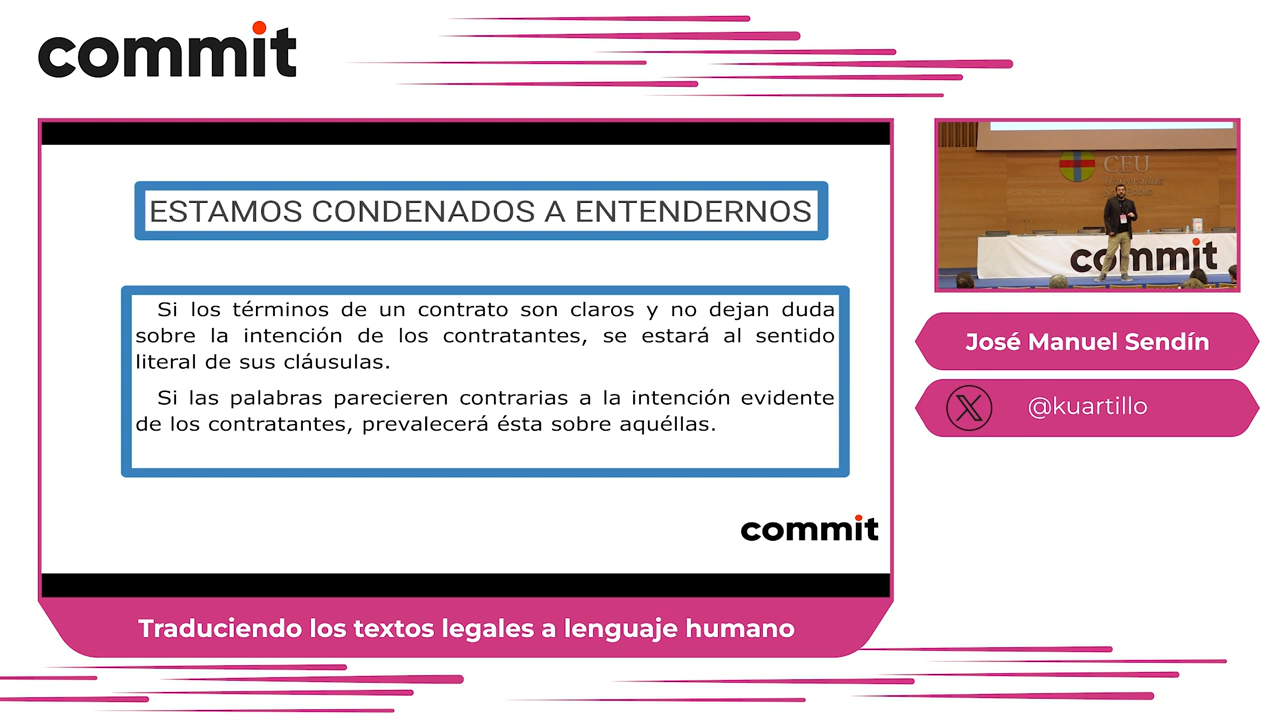 commit
ESTAMOS CONDENADOS A ENTENDERNOS
Si los términos de un contrato son claros y no dejan duda
sobre la intención de los contratantes, se estará al sentido
literal de sus cláusulas.
Si las palabras parecieren contrarias a la intención evidente
de los contratantes, prevalecerá ésta sobre aquéllas.
commit
Traduciendo los textos legales a lenguaje humano
CEU
commit
José Manuel Sendín
@kuartillo